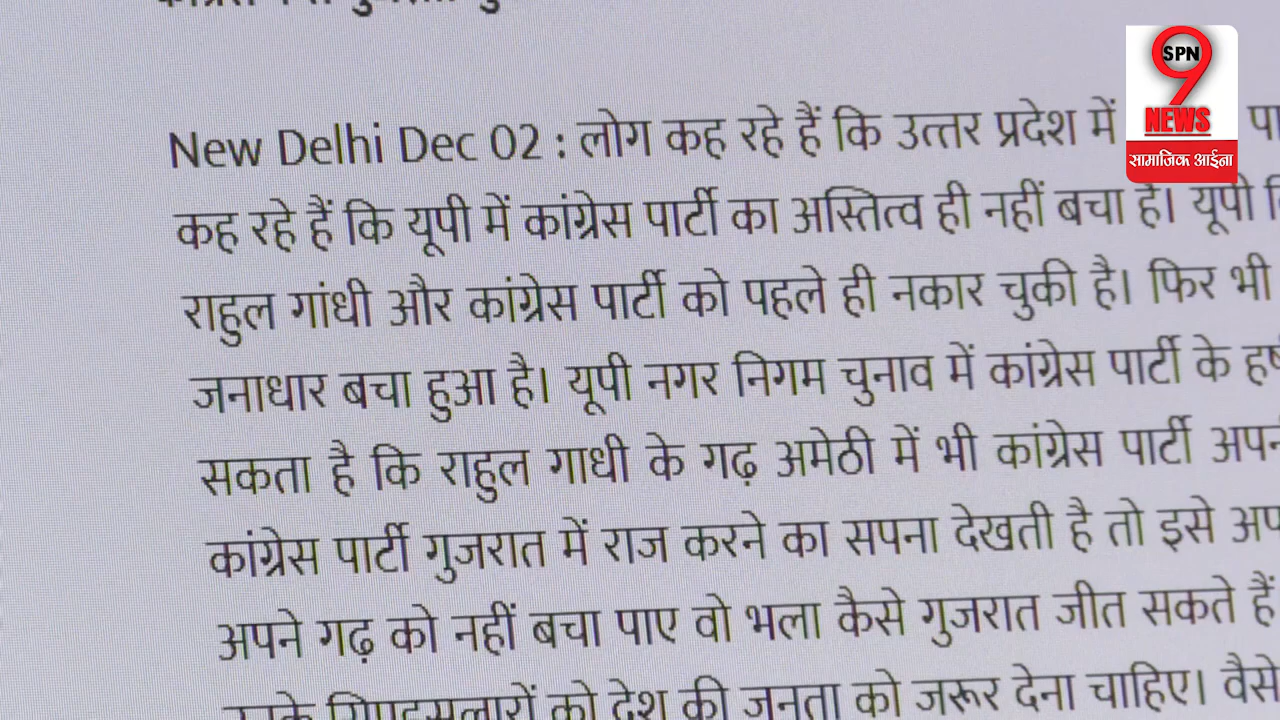 New Delhi Dec 02 : लोग कह रहे हैं कि उत्तर प्रदेश में
कह रहे हैं कि यूपी में कांग्रेस पार्टी का अस्तित्व ही नहीं बचा है। यूपी
राहुल गांधी और कांग्रेस पार्टी को पहले ही नकार चुकी है। फिर भी
जनाधार बचा हुआ है। यूपी नगर निगम चुनाव में कांग्रेस पार्टी के
सकता है कि राहुल गाधी के गढ़ अमेठी में भी कांग्रेस पार्टी
कांग्रेस पार्टी गुजरात में राज करने का सपना देखती है तो इसे
अपने गढ़ को नहीं बचा पाए वो भला कैसे गुजरात जीत सकते हैं
को देश की जनता को जरूर देना चाहिए। वैसे
SPN
9
NEWS
सामाजिक आईना